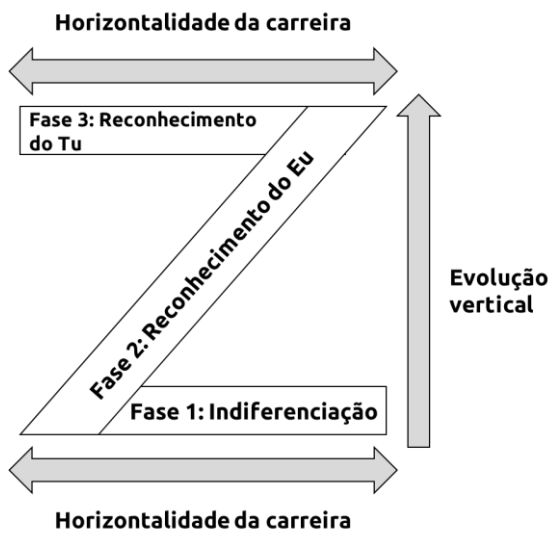 Horizontalidade da carreira
Fase 3: Reconhecimento
do Tu
Fase 2: Reconhecimento do Eu
Evolução
vertical
Fase 1: Indiferenciação
Horizontalidade da carreira